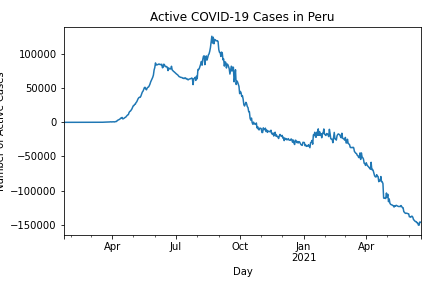 Active COVID-19 Cases in Peru
100000
50000
0
−50000
−100000
−150000
Number of Active Cases
Apr
Jul
Oct
Jan
2021
Apr
Day